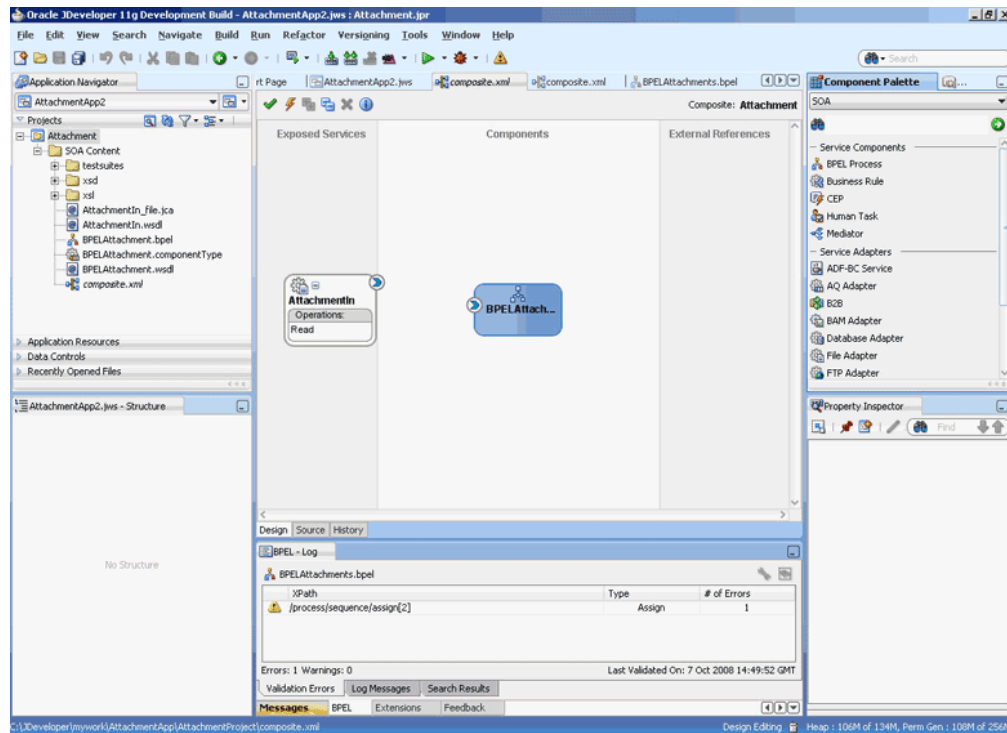 Oracle JDeveloper 11g Development Build - AttachmentApp2.jws : Attachment.jpr
File Edit View Search Navigate Build Run Refactor Versioning Tools Window Help
Search
Application Navigator
AttachmentApp2
Projects
Attachment
SOA Content
testsuites
xsd
xsl
AttachmentIn_file.jca
AttachmentIn.wsdl
BPELAttachment.bpel
BPELAttachment.componentType
BPELAttachment.wsdl
composite.xml
Application Resources
Data Controls
Recently Opened Files
AttachmentApp2.jws - Structure
No Structure
rt Page AttachmentApp2.jws composite.xml composite.xml BPELAttachments.bpel
Composite: Attachment
Exposed Services Components External References
AttachmentIn
Operations:
Read
BPELAttach...
Design Source History
BPEL - Log
BPELAttachments.bpel
XPath Type # of Errors
/process/sequence/assign[2] Assign 1
Errors: 1 Warnings: 0 Last Validated On: 7 Oct 2008 14:49:52 GMT
Validation Errors Log Messages Search Results
Messages BPEL Extensions Feedback
Component Palette
SOA
Service Components
BPEL Process
Business Rule
CEP
Human Task
Mediator
Service Adapters
ADF-BC Service
AQ Adapter
B2B
BAM Adapter
Database Adapter
File Adapter
FTP Adapter
Property Inspector
Find
C:\JDeveloper\mywork\AttachmentApp\AttachmentProject\composite.xml Design Editing Heap : 106M of 134M, Perm Gen : 108M of 256M